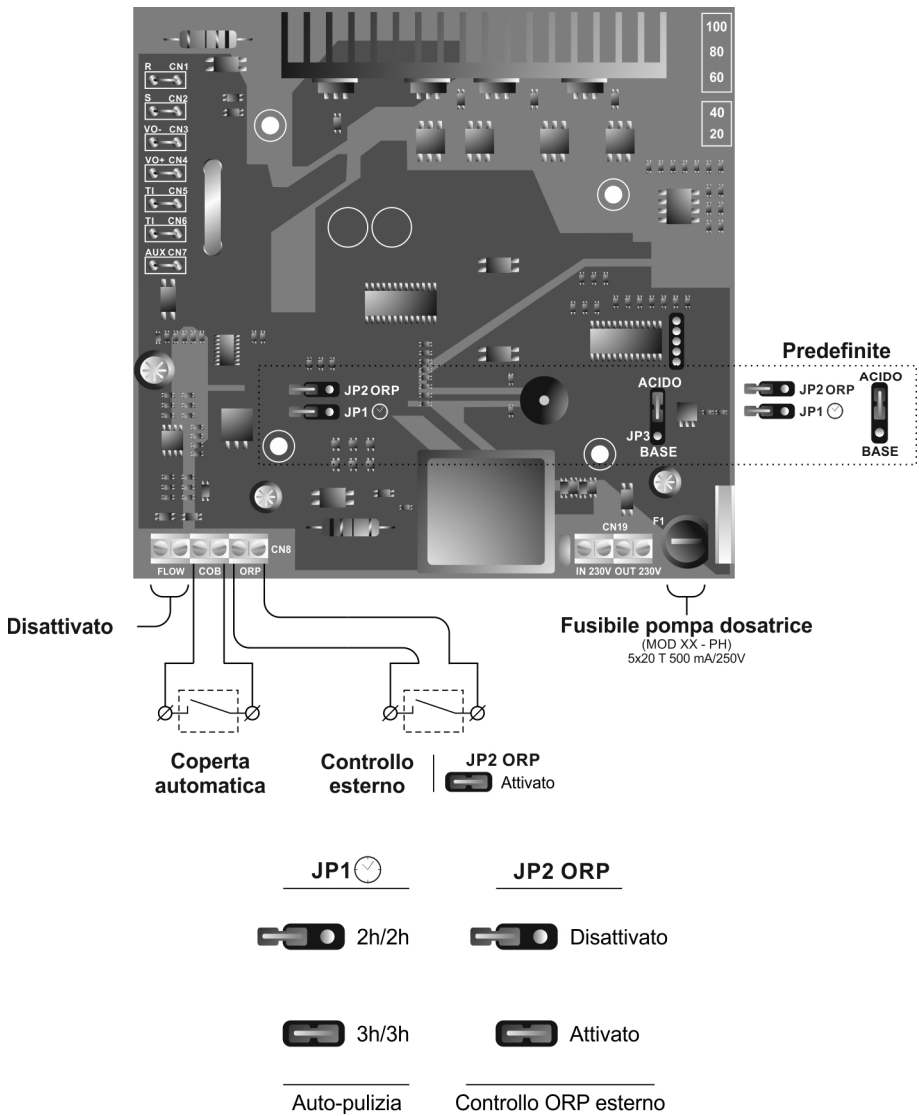 100
80
60
40
20
R CN1
S CN2
VO- CN3
VO+ CN4
TI CN5
TI CN6
AUX CN7
Predefinite
JP2 ORP
JP1
ACIDO
JP3
BASE
JP2 ORP
JP1
ACIDO
BASE
CN8
FLOW COB ORP
CN19
F1
IN 230V OUT 230V
Disattivato
Fusibile pompa dosatrice
(MOD XX - PH)
5x20 T 500 mA/250V
Coperta
automatica
Controllo
esterno
JP2 ORP
Attivato
JP1
JP2 ORP
2h/2h
Disattivato
3h/3h
Attivato
Auto-pulizia
Controllo ORP esterno